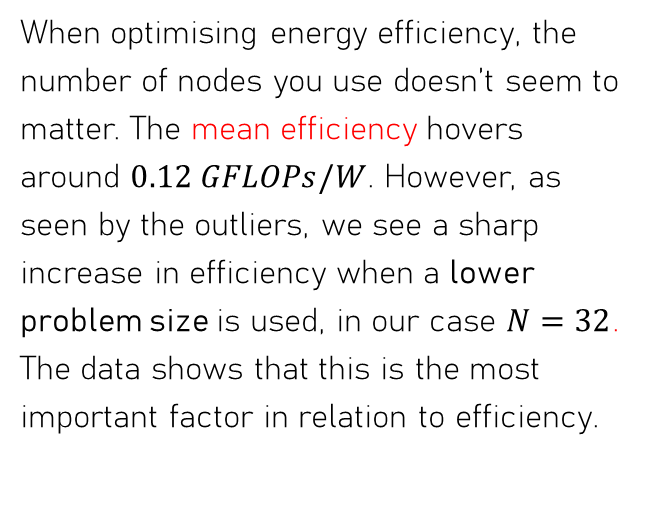 When optimising energy efficiency, the
number of nodes you use doesn't seem to
matter. The mean efficiency hovers
around 0.12 GFLOPs/W. However, as
seen by the outliers, we see a sharp
increase in efficiency when a lower
problem size is used, in our case N = 32.
The data shows that this is the most
important factor in relation to efficiency.